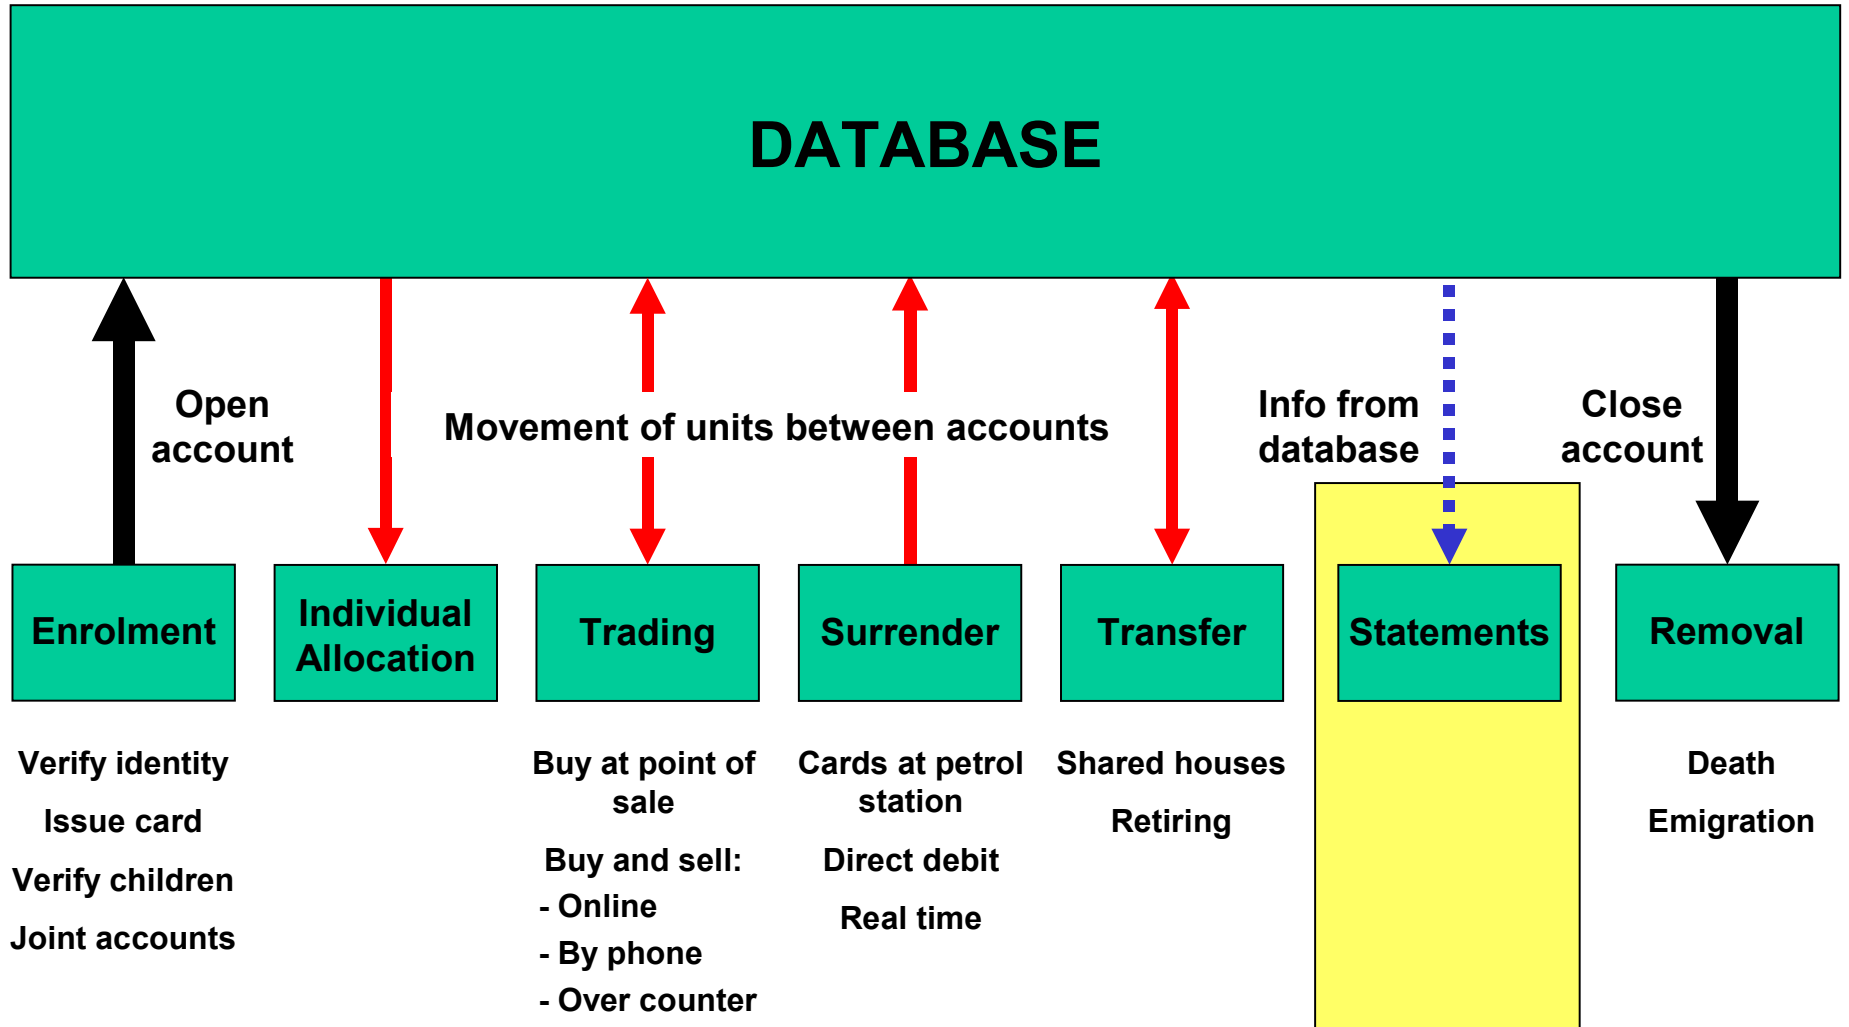 DATABASE
Open
account
Movement of units between accounts
Info from
database
Close
account
Enrolment
Individual
Allocation
Trading
Surrender
Transfer
Statements
Removal
Verify identity
Issue card
Verify children
Joint accounts
Buy at point of
sale
Buy and sell:
- Online
- By phone
- Over counter
Cards at petrol
station
Direct debit
Real time
Shared houses
Retiring
Death
Emigration